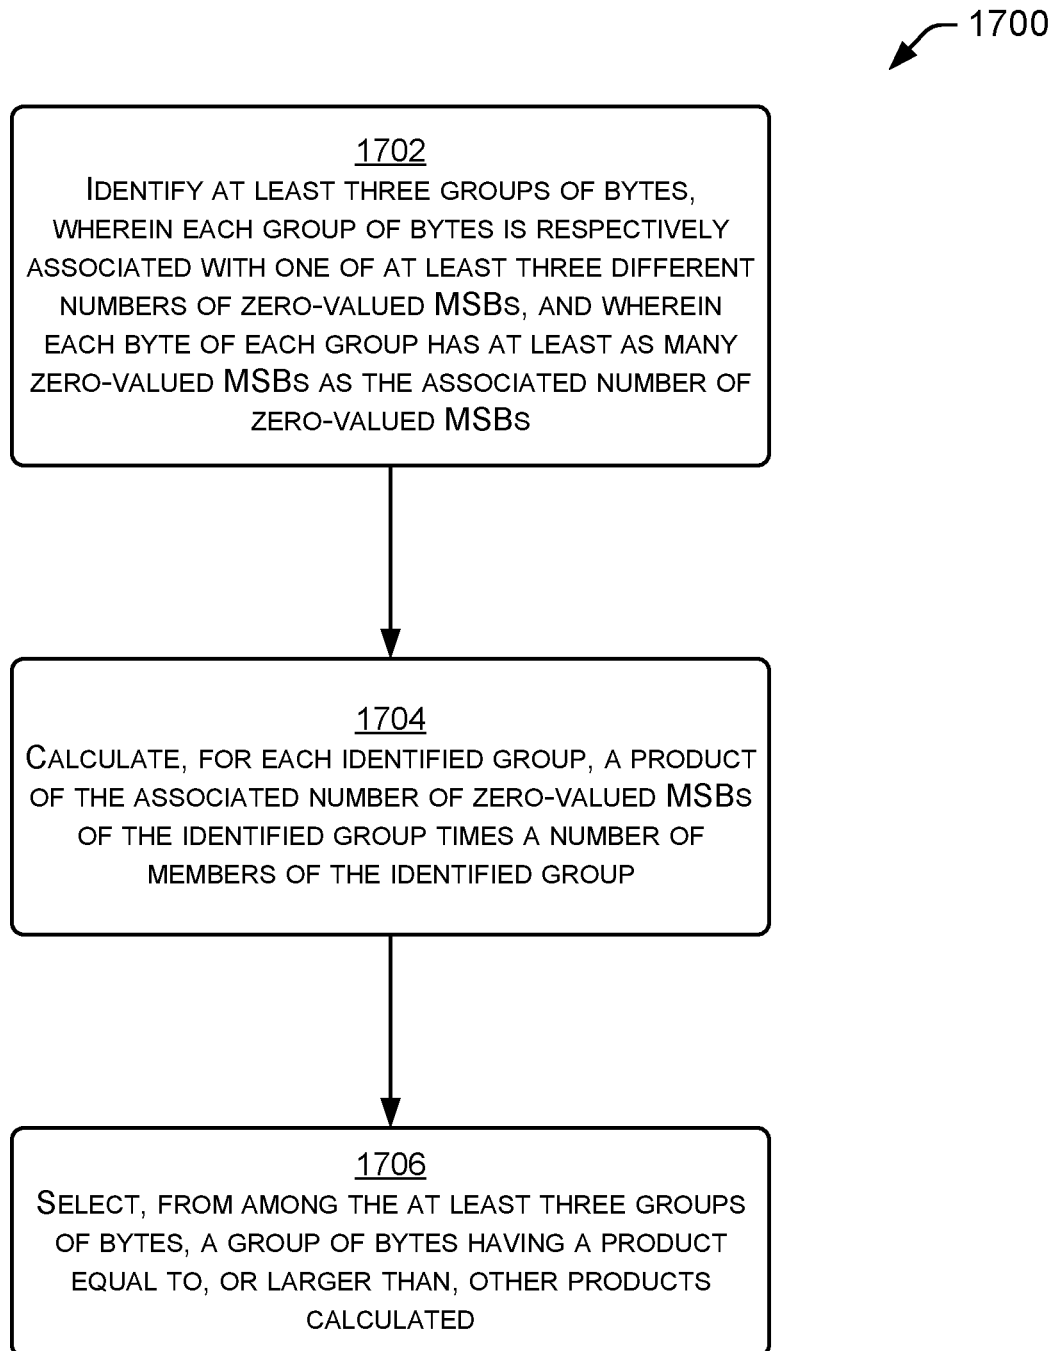 1700
1702
IDENTIFY AT LEAST THREE GROUPS OF BYTES,
WHEREIN EACH GROUP OF BYTES IS RESPECTIVELY
ASSOCIATED WITH ONE OF AT LEAST THREE DIFFERENT
NUMBERS OF ZERO-VALUED MSBS, AND WHEREIN
EACH BYTE OF EACH GROUP HAS AT LEAST AS MANY
ZERO-VALUED MSBS AS THE ASSOCIATED NUMBER OF
ZERO-VALUED MSBS
1704
CALCULATE, FOR EACH IDENTIFIED GROUP, A PRODUCT
OF THE ASSOCIATED NUMBER OF ZERO-VALUED MSBS
OF THE IDENTIFIED GROUP TIMES A NUMBER OF
MEMBERS OF THE IDENTIFIED GROUP
1706
SELECT, FROM AMONG THE AT LEAST THREE GROUPS
OF BYTES, A GROUP OF BYTES HAVING A PRODUCT
EQUAL TO, OR LARGER THAN, OTHER PRODUCTS
CALCULATED